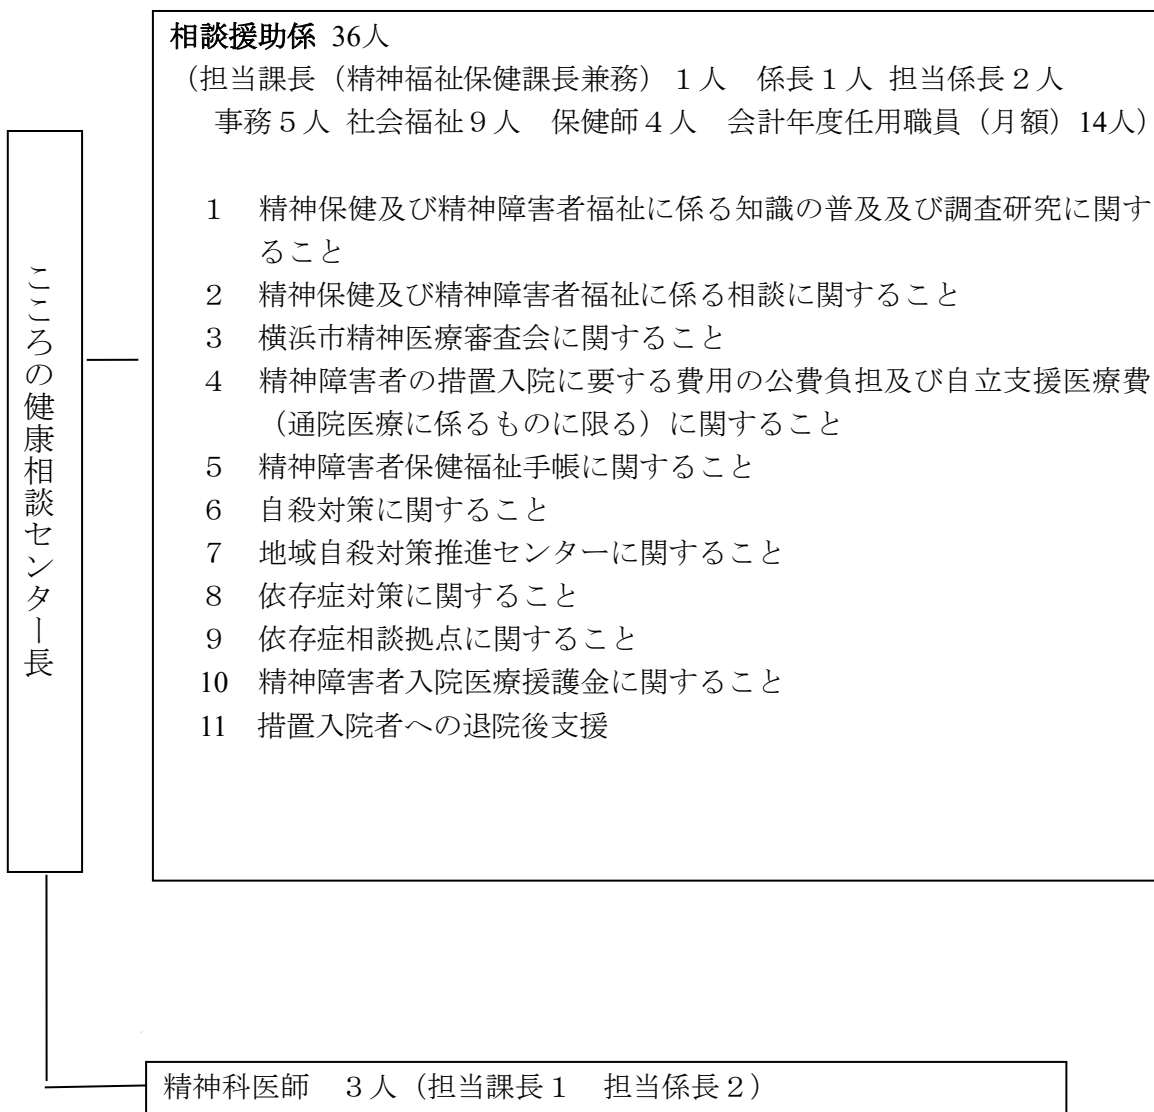 こころの健康相談センター長
相談援助係 36人
（担当課長（精神福祉保健課長兼務）１人　係長１人 担当係長２人
事務５人 社会福祉９人　保健師４人　会計年度任用職員（月額）14人）
１　精神保健及び精神障害者福祉に係る知識の普及及び調査研究に関す
ること
２　精神保健及び精神障害者福祉に係る相談に関すること
３　横浜市精神医療審査会に関すること
４　精神障害者の措置入院に要する費用の公費負担及び自立支援医療費
（通院医療に係るものに限る）に関すること
５　精神障害者保健福祉手帳に関すること
６　自殺対策に関すること
７　地域自殺対策推進センターに関すること
８　依存症対策に関すること
９　依存症相談拠点に関すること
10　精神障害者入院医療援護金に関すること
11　措置入院者への退院後支援
精神科医師　３人（担当課長１　担当係長２）